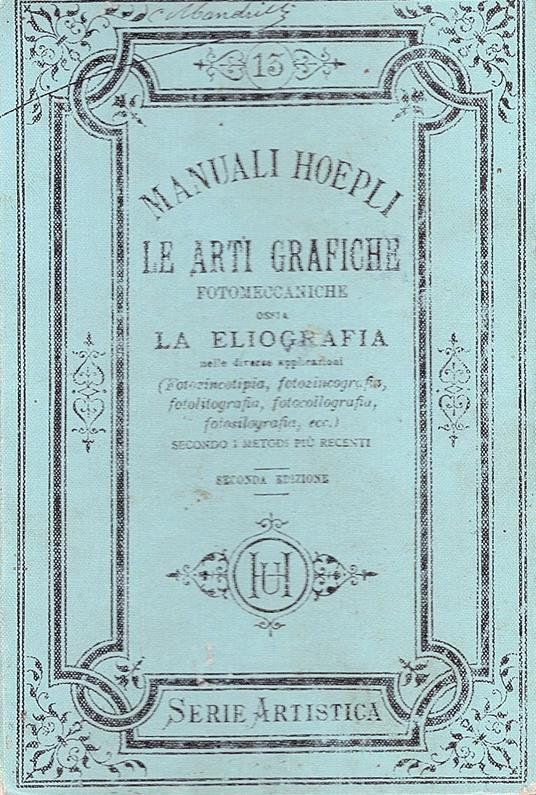 13
MANUALI HOEPLI
LE ARTI GRAFICHE
FOTOMECCANICHE
OSSIA
LA ELIOGRAFIA
nelle diverse applicazioni
(Fotozincotipia, fotozincografia,
fotolitografia, fotocollografia,
fotosilografia, ecc.)
SECONDO I METODI PIÙ RECENTI
SECONDA EDIZIONE
UH
SERIE ARTISTICA